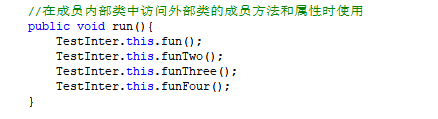 //在成员内部类中访问外部类的成员方法和属性时使用
public void run(){
TestInter.this.fun();
TestInter.this.funTwo();
TestInter.this.funThree();
TestInter.this.funFour();
}